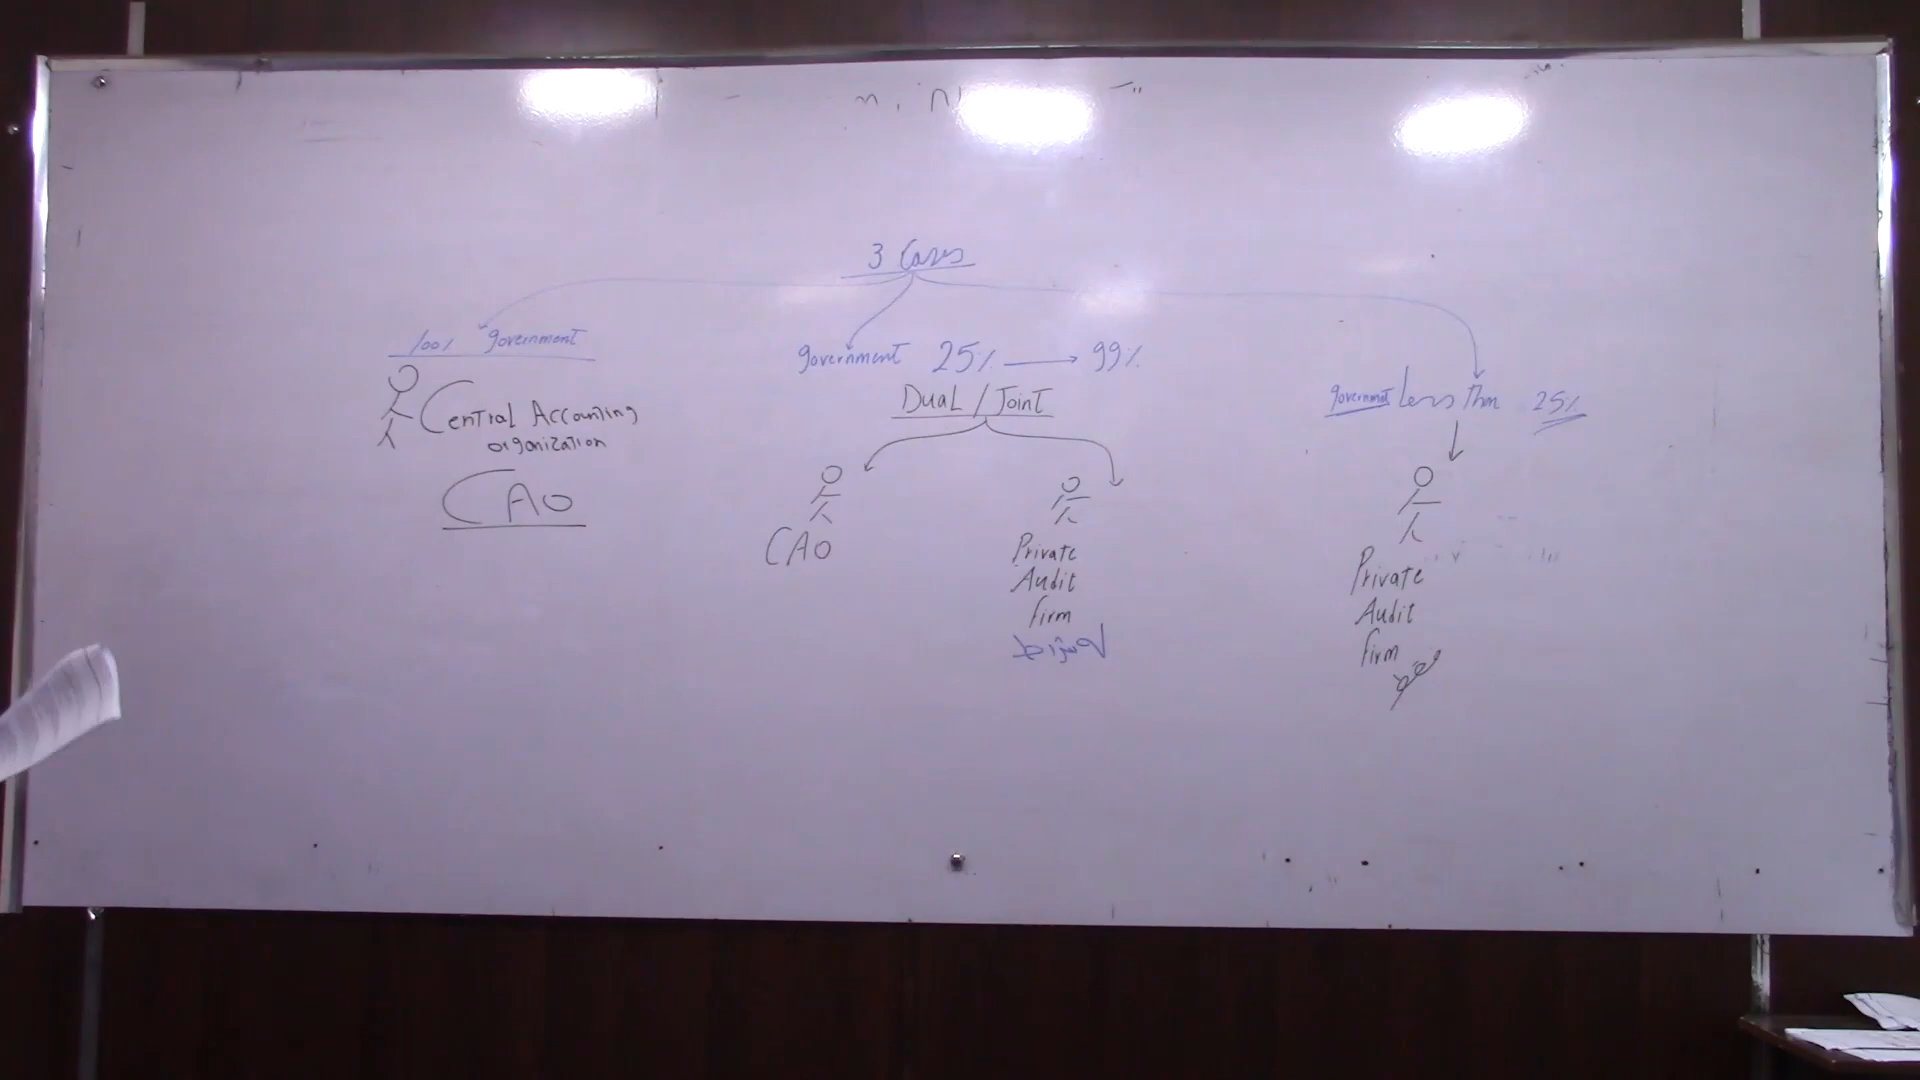 3 Cases
100% government
Central Accounting
organization
CAO
government 25% → 99%
Dual / Joint
CAO
Private
Audit
firm
government Less than 25%
Private
Audit
firm